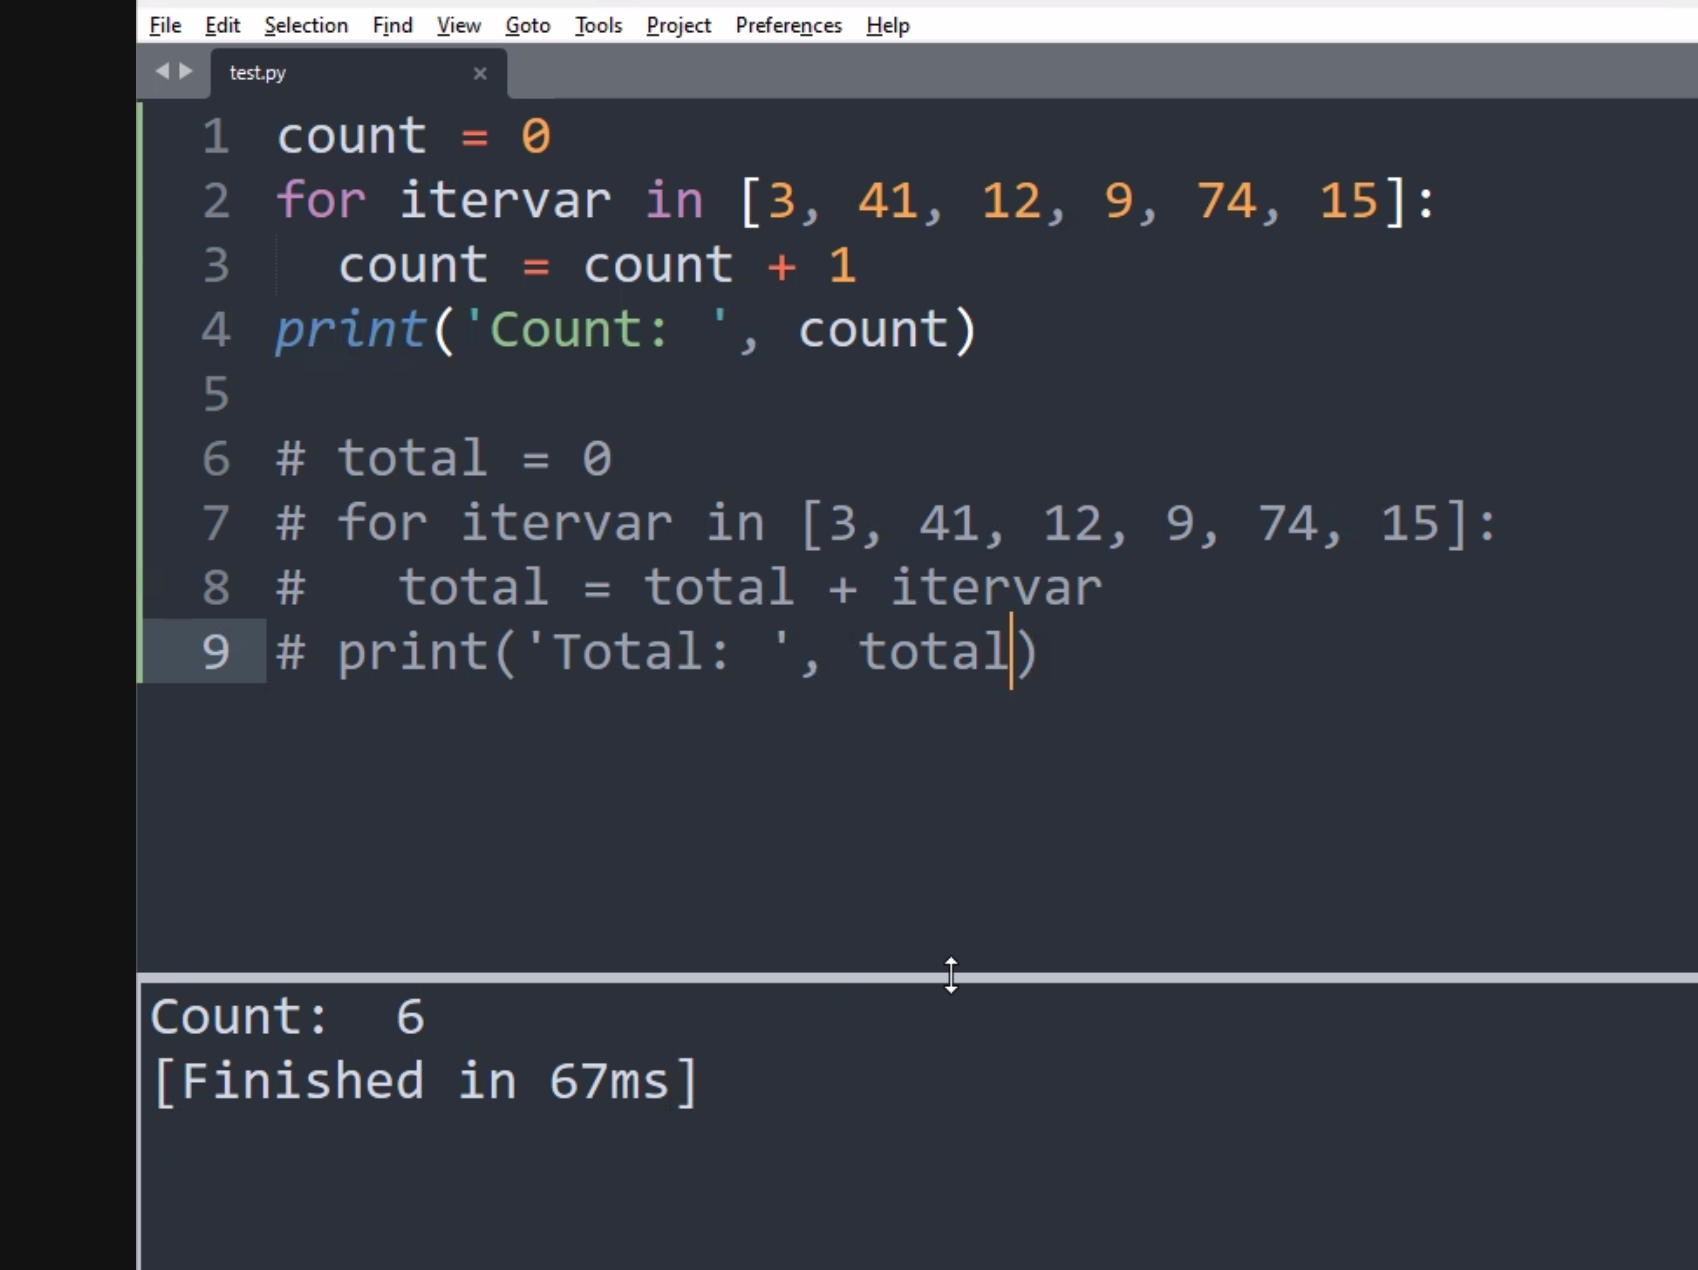 File Edit Selection Find View Goto Tools Project Preferences Help
test.py ×
1 count = 0
2 for itervar in [3, 41, 12, 9, 74, 15]:
3   count = count + 1
4 print('Count: ', count)
5
6 # total = 0
7 # for itervar in [3, 41, 12, 9, 74, 15]:
8 #   total = total + itervar
9 # print('Total: ', total)
Count:  6
[Finished in 67ms]